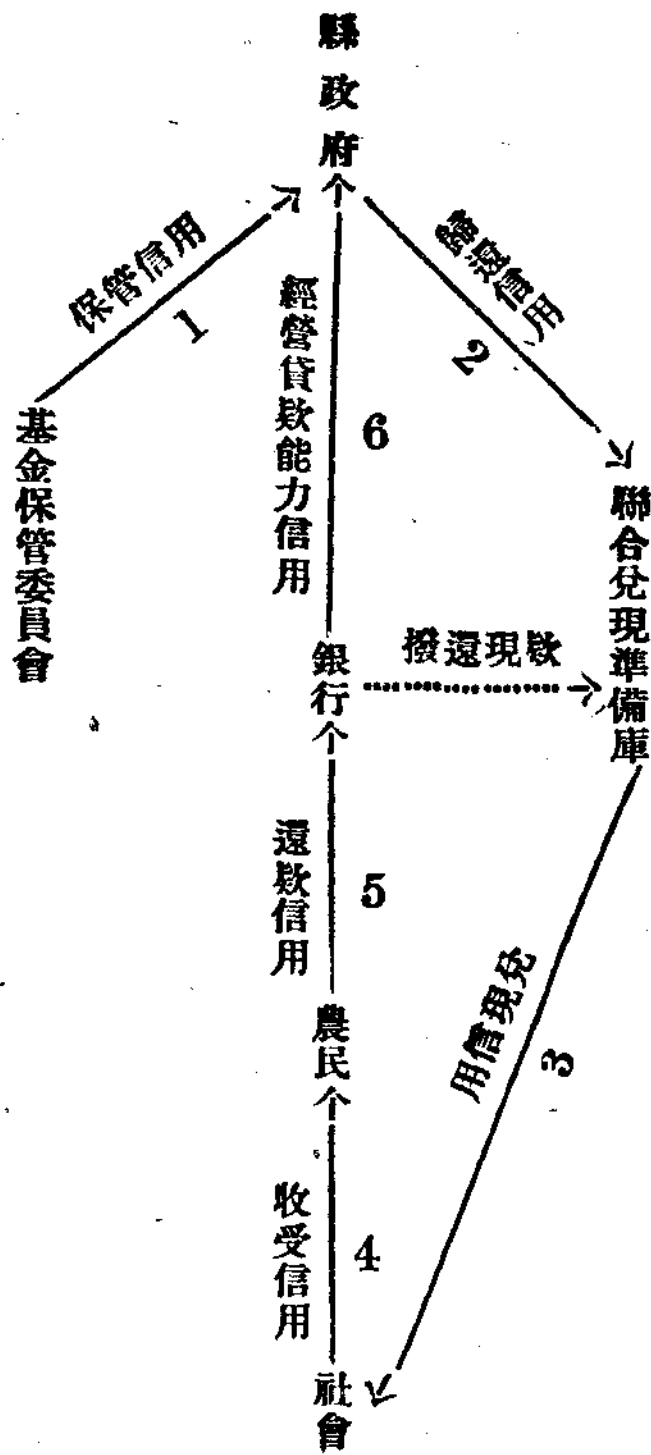 縣政府
保管信用
1
歸還信用
2
基金保管委員會
經營貸款能力信用
6
聯合兌現準備庫
銀行
撥還現款
還款信用
5
農民
用信現兌
3
收受信用
4
社會